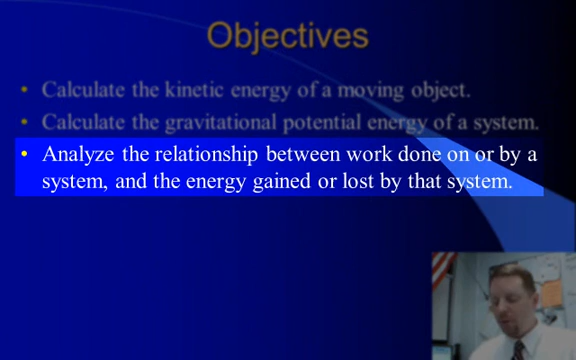 Objectives
• Calculate the kinetic energy of a moving object.
• Calculate the gravitational potential energy of a system.
• Analyze the relationship between work done on or by a
system, and the energy gained or lost by that system.